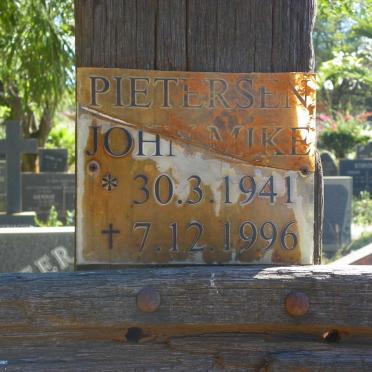 PIETERSEN
JOHN MIKE
* 30.3.1941
† 7.12.1996